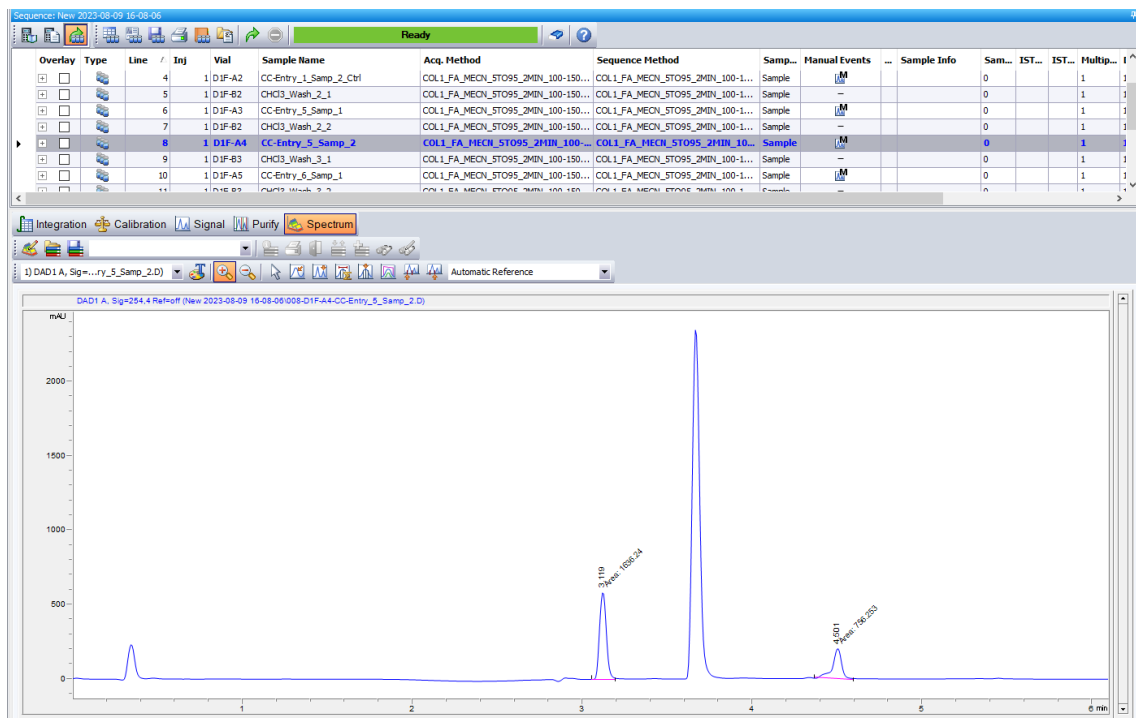 Sequence: New 2023-08-09 16-08-06
Ready
Overlay Type Line / Inj Vial Sample Name Acq. Method Sequence Method Samp... Manual Events ... Sample Info Sam... IST... IST... Multip...
4 1 D1F-A2 CC-Entry_1_Samp_2_Ctrl COL1_FA_MECN_5TO95_2MIN_100-150... COL1_FA_MECN_5TO95_2MIN_100-1... Sample M 0 1
5 1 D1F-B2 CHCl3_Wash_2_1 COL1_FA_MECN_5TO95_2MIN_100-150... COL1_FA_MECN_5TO95_2MIN_100-1... Sample – 0 1
6 1 D1F-A3 CC-Entry_5_Samp_1 COL1_FA_MECN_5TO95_2MIN_100-150... COL1_FA_MECN_5TO95_2MIN_100-1... Sample M 0 1
7 1 D1F-B2 CHCl3_Wash_2_2 COL1_FA_MECN_5TO95_2MIN_100-150... COL1_FA_MECN_5TO95_2MIN_100-1... Sample – 0 1
8 1 D1F-A4 CC-Entry_5_Samp_2 COL1_FA_MECN_5TO95_2MIN_100-... COL1_FA_MECN_5TO95_2MIN_10... Sample M 0 1
9 1 D1F-B3 CHCl3_Wash_3_1 COL1_FA_MECN_5TO95_2MIN_100-150... COL1_FA_MECN_5TO95_2MIN_100-1... Sample – 0 1
10 1 D1F-A5 CC-Entry_6_Samp_1 COL1_FA_MECN_5TO95_2MIN_100-150... COL1_FA_MECN_5TO95_2MIN_100-1... Sample M 0 1
Integration Calibration Signal Purify Spectrum
1) DAD1 A, Sig=...ry_5_Samp_2.D) Automatic Reference
DAD1 A, Sig=254,4 Ref=off (New 2023-08-09 16-08-06\008-D1F-A4-CC-Entry_5_Samp_2.D)
mAU
2000
1500
1000
500
0
3.119
Area: 1636.24
4.501
Area: 756.253
1 2 3 4 5 6 min